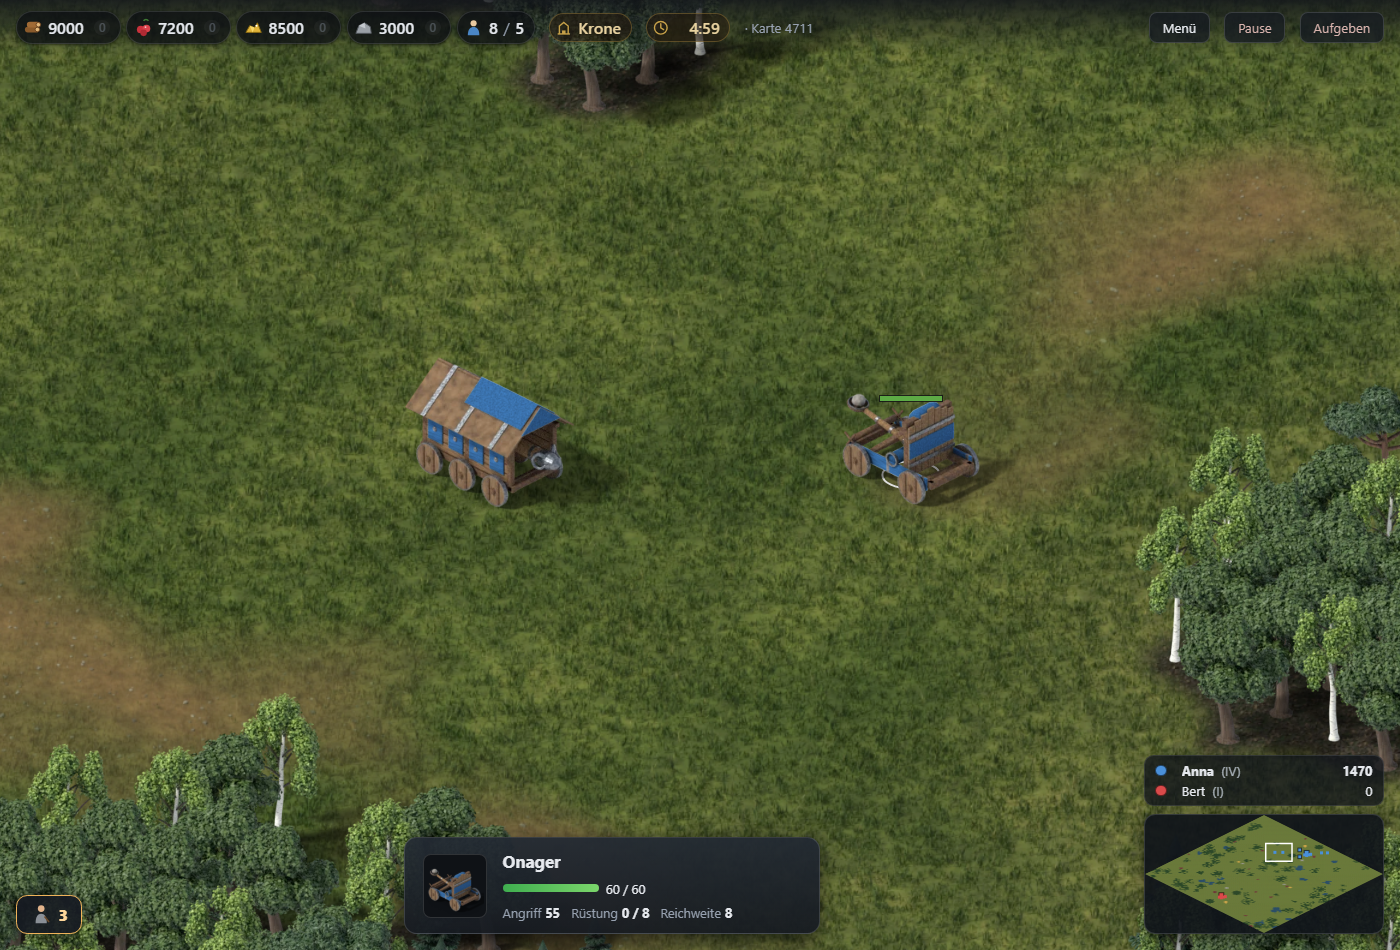 9000 0 7200 0 8500 0 3000 0 8 / 5 Krone 4:59 · Karte 4711 Menü Pause Aufgeben
Anna (IV) 1470
Bert (I) 0
Onager
60 / 60
Angriff 55 Rüstung 0 / 8 Reichweite 8
3